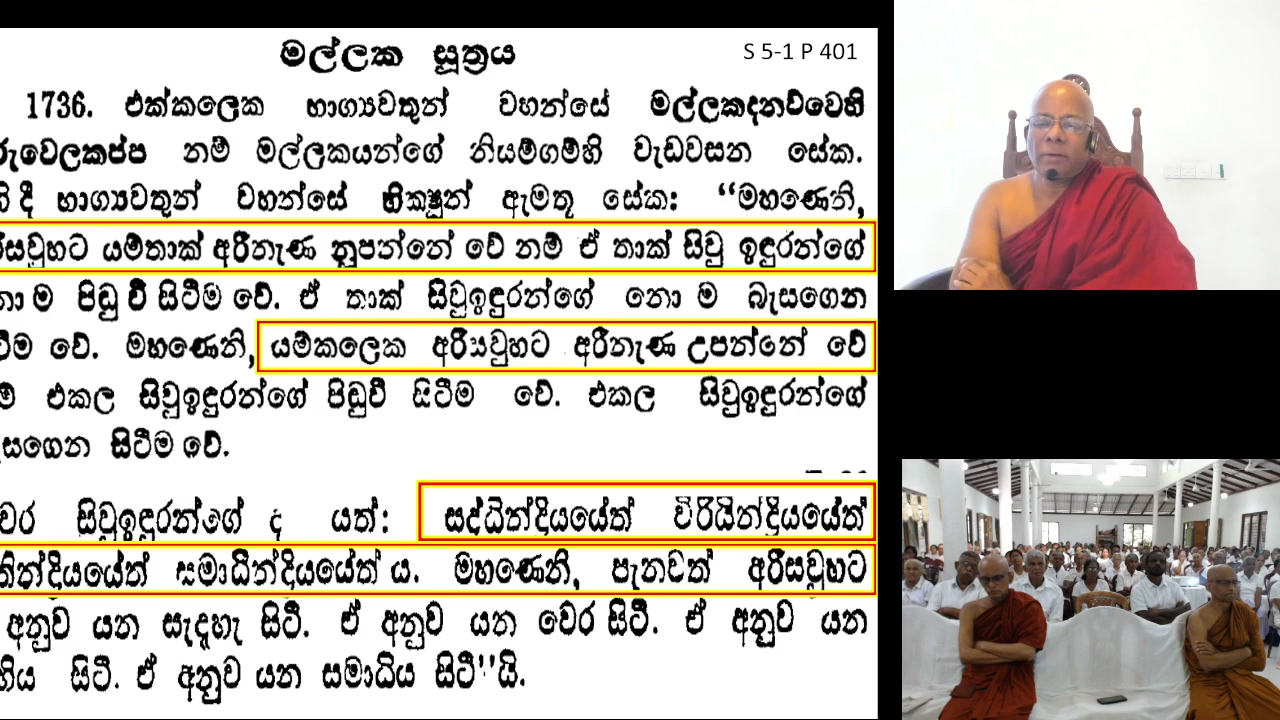 මල්ලක සූත්‍රය
S 5-1 P 401
1736. එක්කලෙක භාග්‍යවතුන් වහන්සේ මල්ලකදනව්වෙහි
රුවෙලකප්ප නම් මල්ලකයන්ගේ නියම්ගම්හි වැඩවසන සේක.
හි දී භාග්‍යවතුන් වහන්සේ භික්‍ෂූන් ඇමතූ සේක: “මහණෙනි,
ිසවුහට යම්තාක් අරීනැණ නුපන්නේ වේ නම් ඒ තාක් සිවු ඉඳුරන්ගේ
නො ම පිඩු වී සිටීම වේ. ඒ තාක් සිවුඉඳුරන්ගේ නො ම බැසගෙන
ටීම වේ. මහණෙනි, යම්කලෙක අරිසවුහට අරීනැණ උපන්නේ වේ
ම් එකල සිවුඉඳුරන්ගේ පිඩුවී සිටීම වේ. එකල සිවුඉඳුරන්ගේ
සගෙන සිටීම වේ.
වර සිවුඉඳුරන්ගේ ද යත්: සද්ධින්ද්‍රියයේත් විරියින්ද්‍රියයේත්
තින්ද්‍රියයේත් සමාධින්ද්‍රියයේත් ය. මහණෙනි, පැනවත් අරිසවුහට
අනුව යන සැදැහැ සිටී. ඒ අනුව යන වෙර සිටී. ඒ අනුව යන
හිය සිටී. ඒ අනුව යන සමාධිය සිටී”යි.